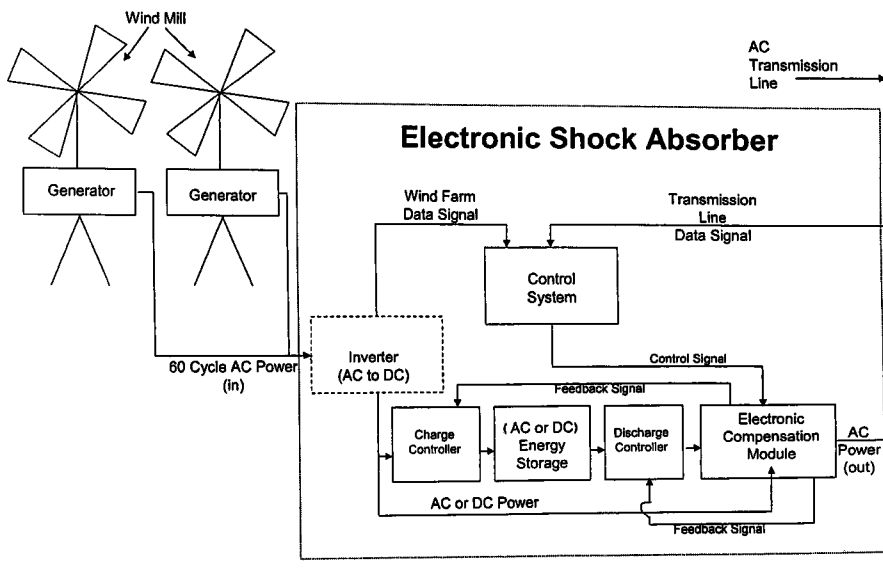 Wind Mill
AC
Transmission
Line
Electronic Shock Absorber
Generator
Generator
Wind Farm
Data Signal
Transmission
Line
Data Signal
Control
System
60 Cycle AC Power
(in)
Inverter
(AC to DC)
Control Signal
Feedback Signal
Charge
Controller
( AC or DC)
Energy
Storage
Discharge
Controller
Electronic
Compensation
Module
AC
Power
(out)
AC or DC Power
Feedback Signal